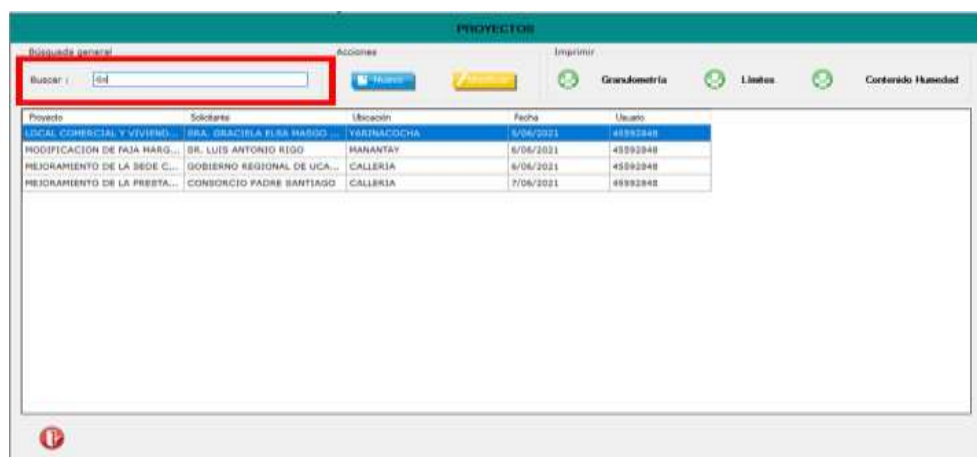 PROYECTOS
Búsqueda general Acciones Imprimir
Buscar : Nuevo Modificar Granulometría Límites Contenido Humedad
Proyecto Solicitante Ubicación Fecha Usuario
LOCAL COMERCIAL Y VIVIEND... SRA. GRACIELA ELSA ... YARINACOCHA 5/06/2021 45592848
MODIFICACION DE FAJA MARG... SR. LUIS ANTONIO RIGO MANANTAY 6/06/2021 45592848
MEJORAMIENTO DE LA SEDE C... GOBIERNO REGIONAL DE UCA... CALLERIA 6/06/2021 45592848
MEJORAMIENTO DE LA PRESTA... CONSORCIO PADRE SANTIAGO CALLERIA 7/06/2021 45592848